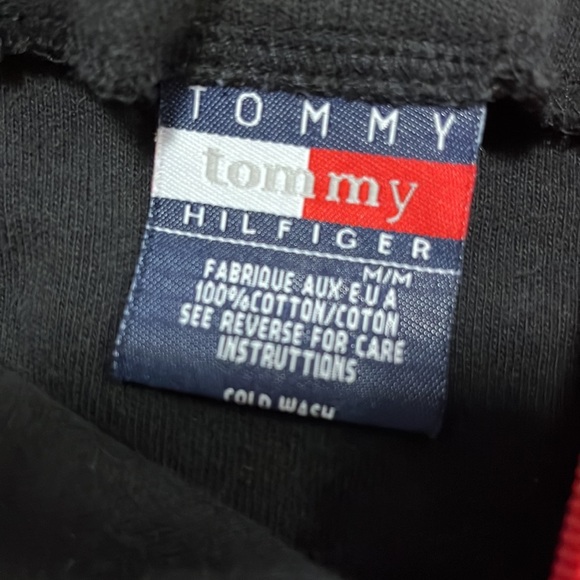 TOMMY
tommy
HILFIGER
M/M
FABRIQUE AUX E.U A
100%COTTON/COTON
SEE REVERSE FOR CARE
INSTRUTTIONS
COLD WASH